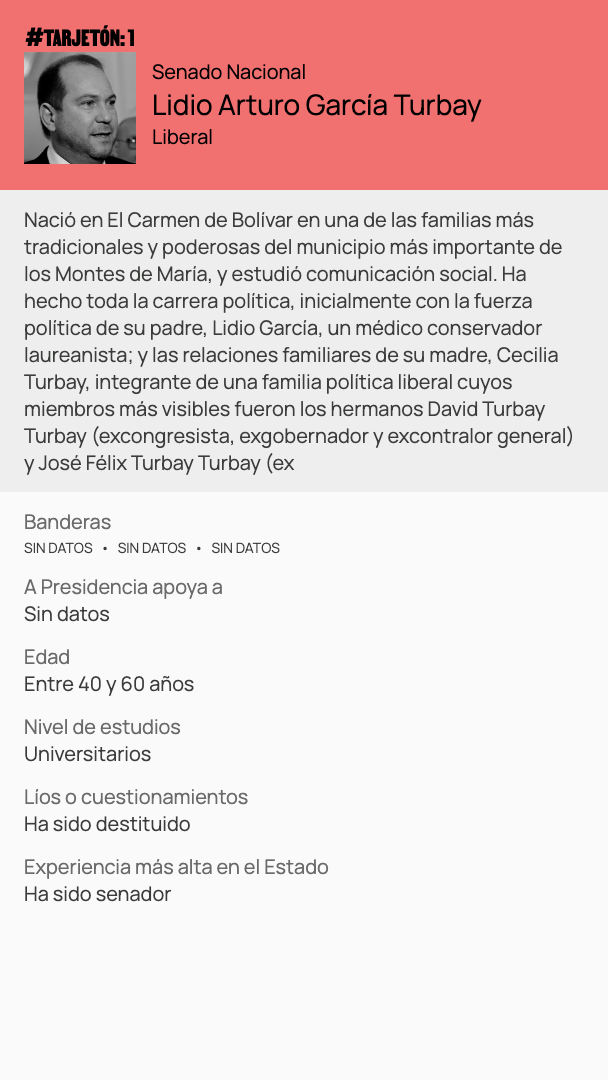 #TARJETÓN: 1
Senado Nacional
Lidio Arturo García Turbay
Liberal
Nació en El Carmen de Bolívar en una de las familias más
tradicionales y poderosas del municipio más importante de
los Montes de María, y estudió comunicación social. Ha
hecho toda la carrera política, inicialmente con la fuerza
política de su padre, Lidio García, un médico conservador
laureanista; y las relaciones familiares de su madre, Cecilia
Turbay, integrante de una familia política liberal cuyos
miembros más visibles fueron los hermanos David Turbay
Turbay (excongresista, exgobernador y excontralor general)
y José Félix Turbay Turbay (ex
Banderas
SIN DATOS • SIN DATOS • SIN DATOS
A Presidencia apoya a
Sin datos
Edad
Entre 40 y 60 años
Nivel de estudios
Universitarios
Líos o cuestionamientos
Ha sido destituido
Experiencia más alta en el Estado
Ha sido senador